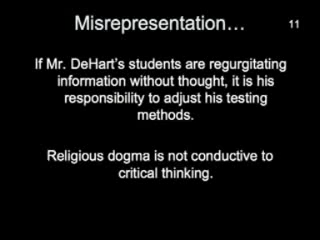 Misrepresentation…
11
If Mr. DeHart's students are regurgitating
information without thought, it is his
responsibility to adjust his testing
methods.
Religious dogma is not conductive to
critical thinking.